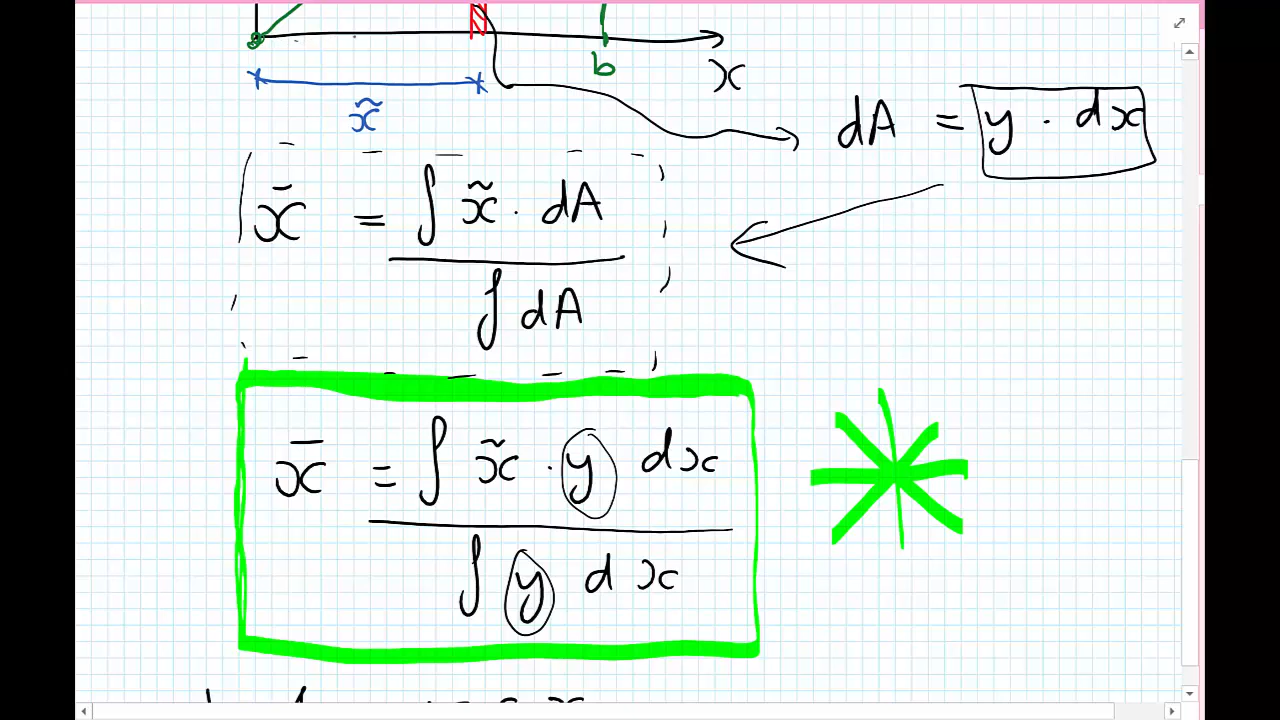 b
x
x̃
dA = y · dx
x̄ = ∫ x̃ · dA
∫ dA
x̄ = ∫ x̃ · y dx
∫ y dx